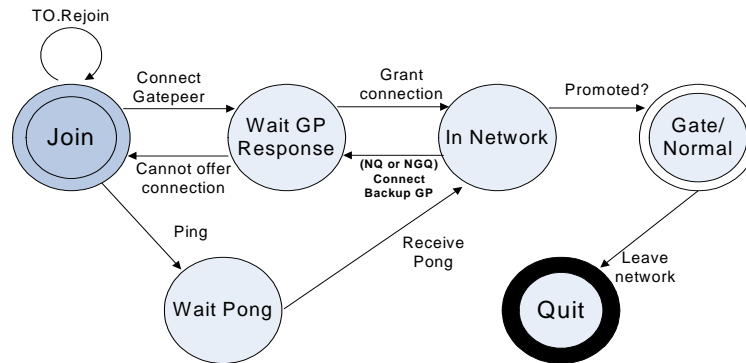 TO.Rejoin
Connect
Gatepeer
Grant
connection
Promoted?
Join
Wait GP
Response
In Network
Gate/
Normal
Cannot offer
connection
(NQ or NGQ)
Connect
Backup GP
Ping
Receive
Pong
Leave
network
Wait Pong
Quit